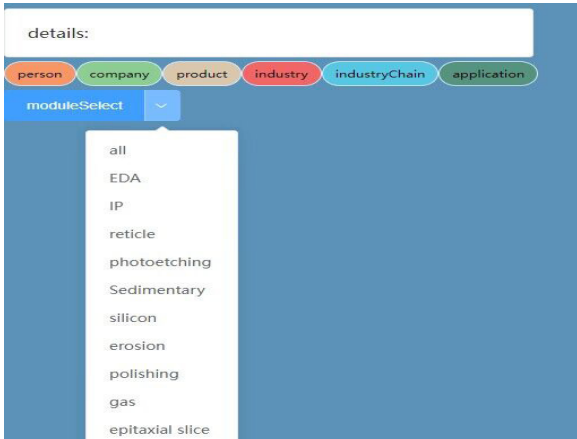 details:
person company product industry industryChain application
moduleSelect
all
EDA
IP
reticle
photoetching
Sedimentary
silicon
erosion
polishing
gas
epitaxial slice